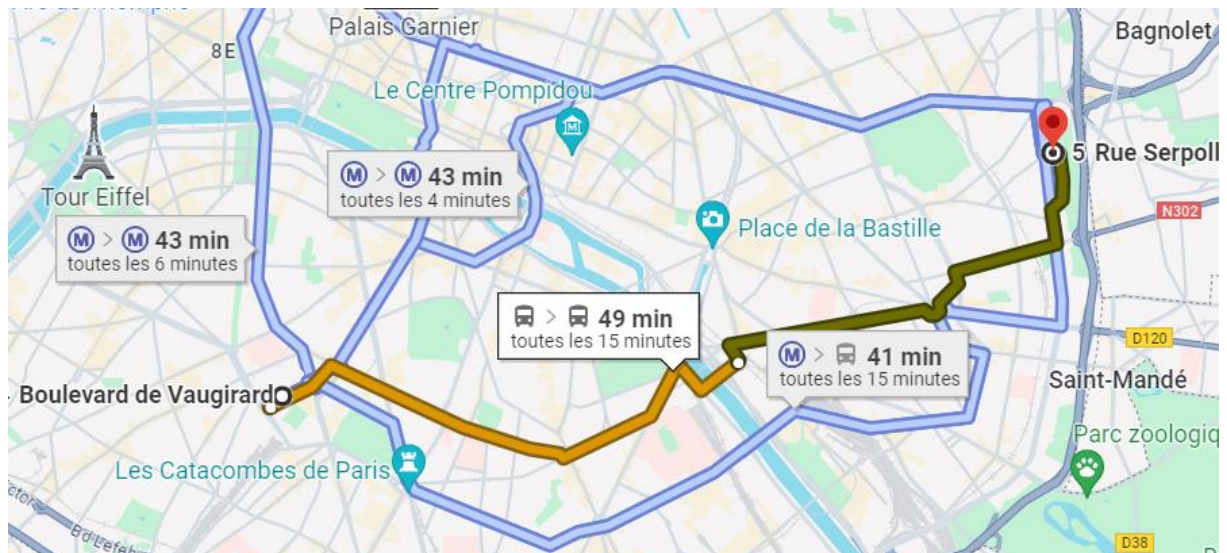 Palais Garnier
Bagnolet
8E
Le Centre Pompidou
M > M 43 min
toutes les 4 minutes
5 Rue Serpoll
Tour Eiffel
N302
M > M 43 min
toutes les 6 minutes
Place de la Bastille
> 49 min
toutes les 15 minutes
D120
M > 41 min
toutes les 15 minutes
Boulevard de Vaugirard
Saint-Mandé
Parc zoologiq
Les Catacombes de Paris
D38